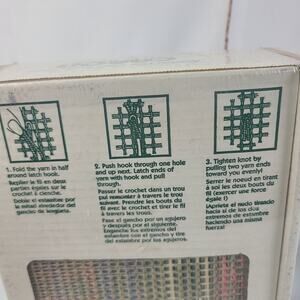 1. Fold the yarn in half
around latch hook.
Replier le fil en deux
parties égales sur le
crochet à clenche.
Doble el estambre por
la mitad alrededor del
gancho de lengüeta.
2. Push hook through one hole
and up next. Latch ends of
yarn with hook and pull
through.
Passer le crochet dans un trou
puis remonter à travers le trou
prochain. Prendre les bouts du
fil avec le crochet et tirer le fil
à travers les trous.
Pase el gancho por un agujero
y después por el siguiente.
Enganche los extremos del
estambre con el gancho y tire
del estambre por los agujeros.
3. Tighten knot by
pulling two yarn ends
toward you evenly!
Serrer le noeud en tirant
à soi les deux bouts du
fil (exercer une force
égale !)
¡Apriete el nudo tirando
hacia usted de los dos
extremos de estambre
haciendo una misma
fuerza!